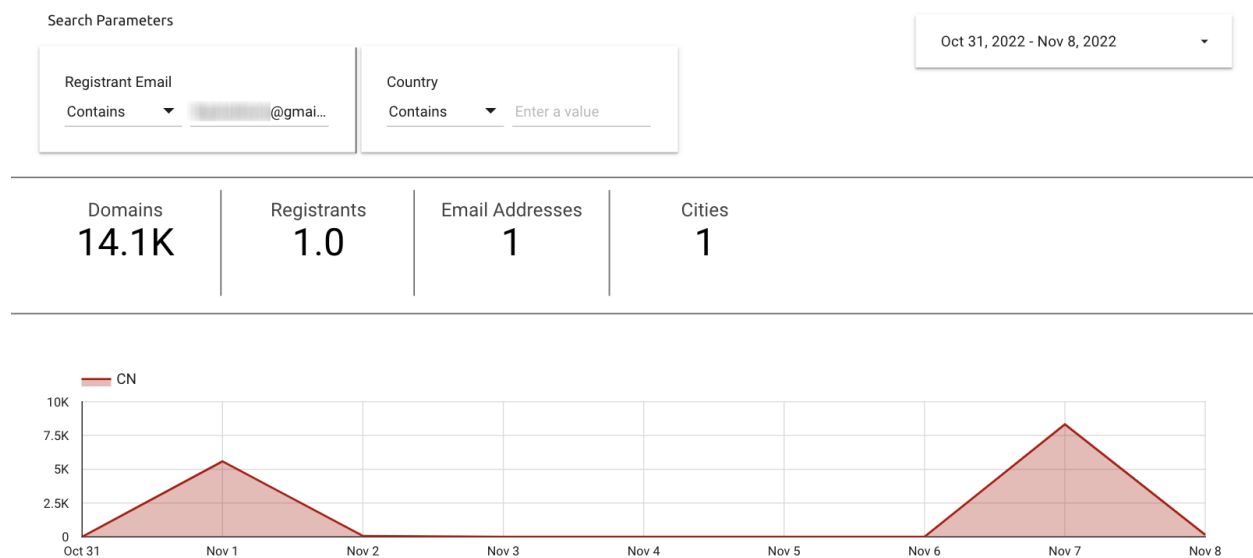 Search Parameters
Oct 31, 2022 - Nov 8, 2022
Registrant Email
Country
Contains
@gmai...
Contains
Enter a value
Domains
14.1K
Registrants
1.0
Email Addresses
1
Cities
1
CN
10K
7.5K
5K
2.5K
0
Oct 31
Nov 1
Nov 2
Nov 3
Nov 4
Nov 5
Nov 6
Nov 7
Nov 8